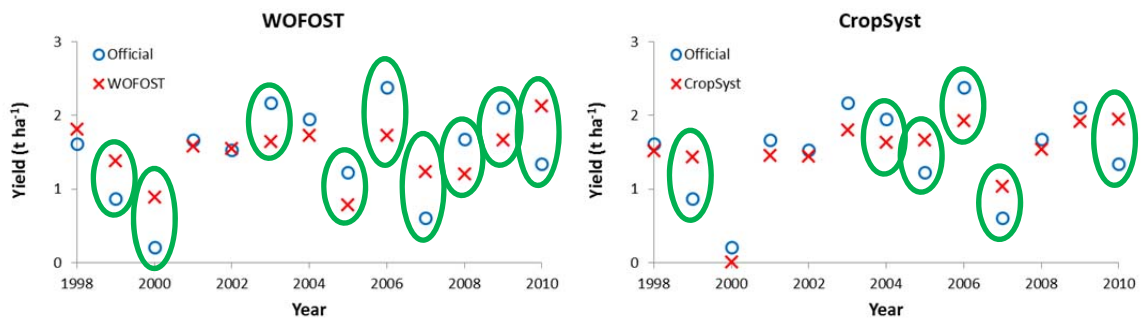 WOFOST
3
Official
WOFOST
2
1
0
Yield (t ha⁻¹)
1998 2000 2002 2004 2006 2008 2010
Year
CropSyst
3
Official
CropSyst
2
1
0
Yield (t ha⁻¹)
1998 2000 2002 2004 2006 2008 2010
Year